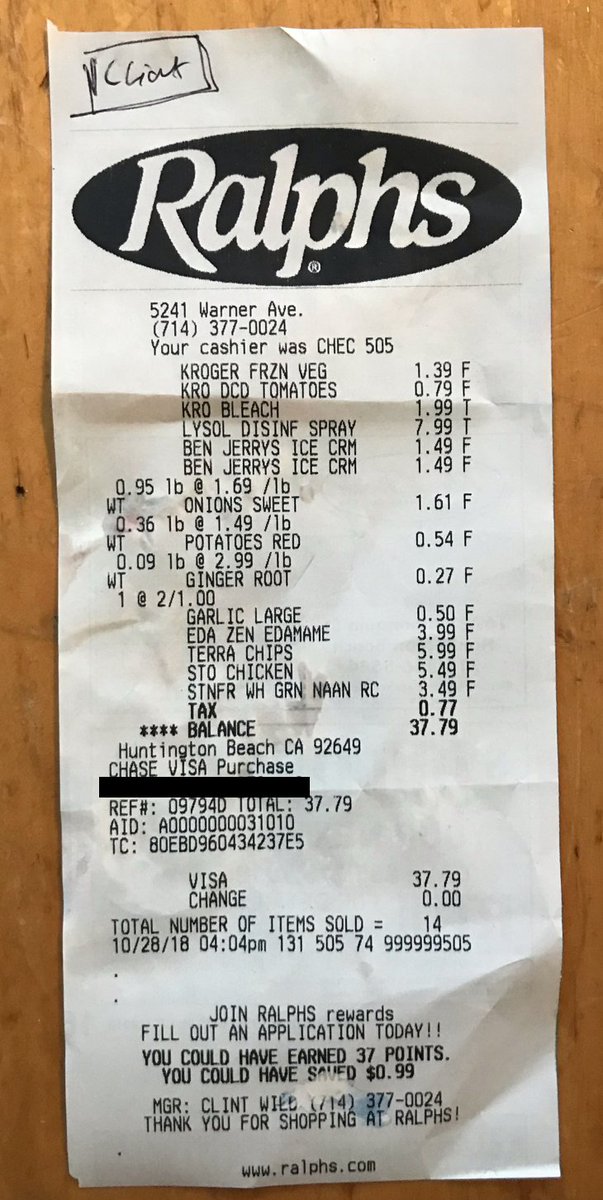 Client
Ralphs
®
5241 Warner Ave.
(714) 377-0024
Your cashier was CHEC 505
KROGER FRZN VEG 1.39 F
KRO DCD TOMATOES 0.79 F
KRO BLEACH 1.99 T
LYSOL DISINF SPRAY 7.99 T
BEN JERRYS ICE CRM 1.49 F
BEN JERRYS ICE CRM 1.49 F
0.95 lb @ 1.69 /lb
WT ONIONS SWEET 1.61 F
0.36 lb @ 1.49 /lb
WT POTATOES RED 0.54 F
0.09 lb @ 2.99 /lb
WT GINGER ROOT 0.27 F
1 @ 2/1.00
GARLIC LARGE 0.50 F
EDA ZEN EDAMAME 3.99 F
TERRA CHIPS 5.99 F
STO CHICKEN 5.49 F
STNFR WH GRN NAAN RC 3.49 F
TAX 0.77
**** BALANCE 37.79
Huntington Beach CA 92649
CHASE VISA Purchase
REF#: 09794D TOTAL: 37.79
AID: A0000000031010
TC: 80EBD960434237E5
VISA 37.79
CHANGE 0.00
TOTAL NUMBER OF ITEMS SOLD = 14
10/28/18 04:04pm 131 505 74 999999505
.
.
JOIN RALPHS rewards
FILL OUT AN APPLICATION TODAY!!
YOU COULD HAVE EARNED 37 POINTS.
YOU COULD HAVE SAVED $0.99
MGR: CLINT WILD (714) 377-0024
THANK YOU FOR SHOPPING AT RALPHS!
.
www.ralphs.com